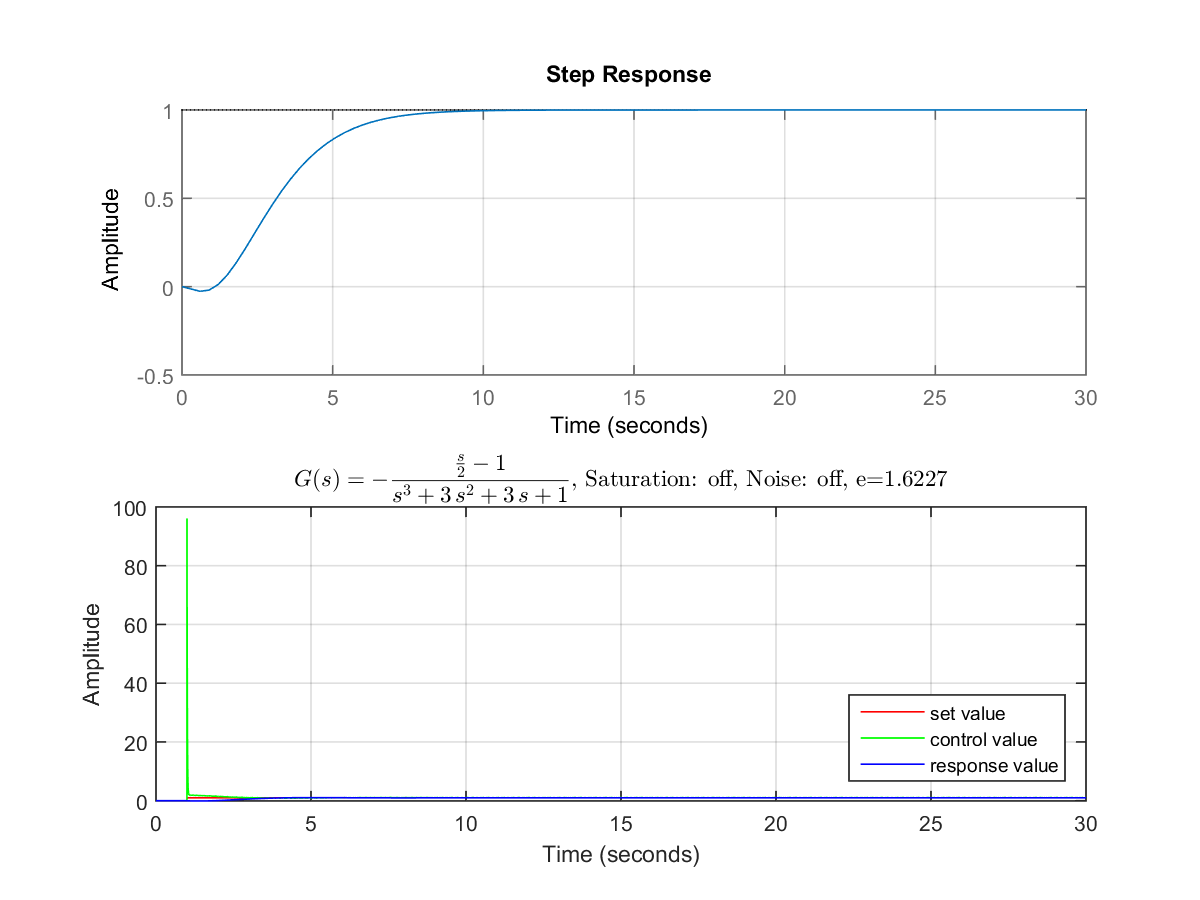 Step Response
1
0.5
0
-0.5
Amplitude
0 5 10 15 20 25 30
Time (seconds)
G(s) = -\frac{\frac{s}{2} - 1}{s^3 + 3 s^2 + 3 s + 1}, Saturation: off, Noise: off, e=1.6227
100
80
60
40
20
0
Amplitude
set value
control value
response value
0 5 10 15 20 25 30
Time (seconds)